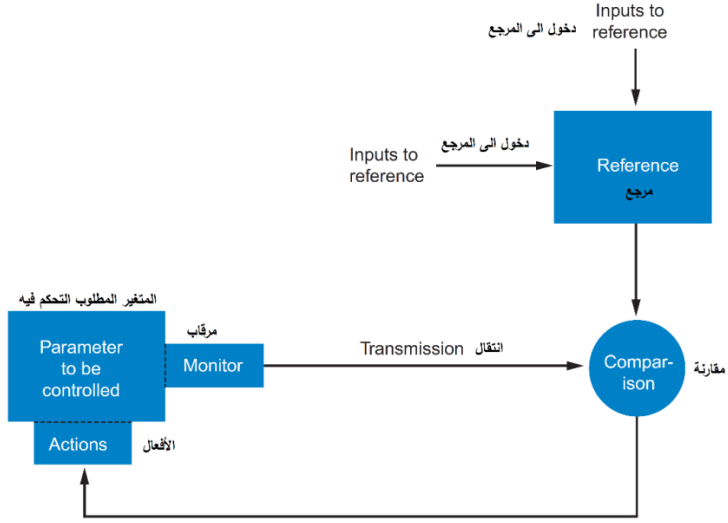 Inputs to
reference
دخول الى المرجع
Inputs to
reference
دخول الى المرجع
Reference
مرجع
المتغير المطلوب التحكم فيه
Parameter
to be
controlled
مرقاب
Monitor
Transmission انتقال
Compar-
ison
مقارنة
Actions
الأفعال